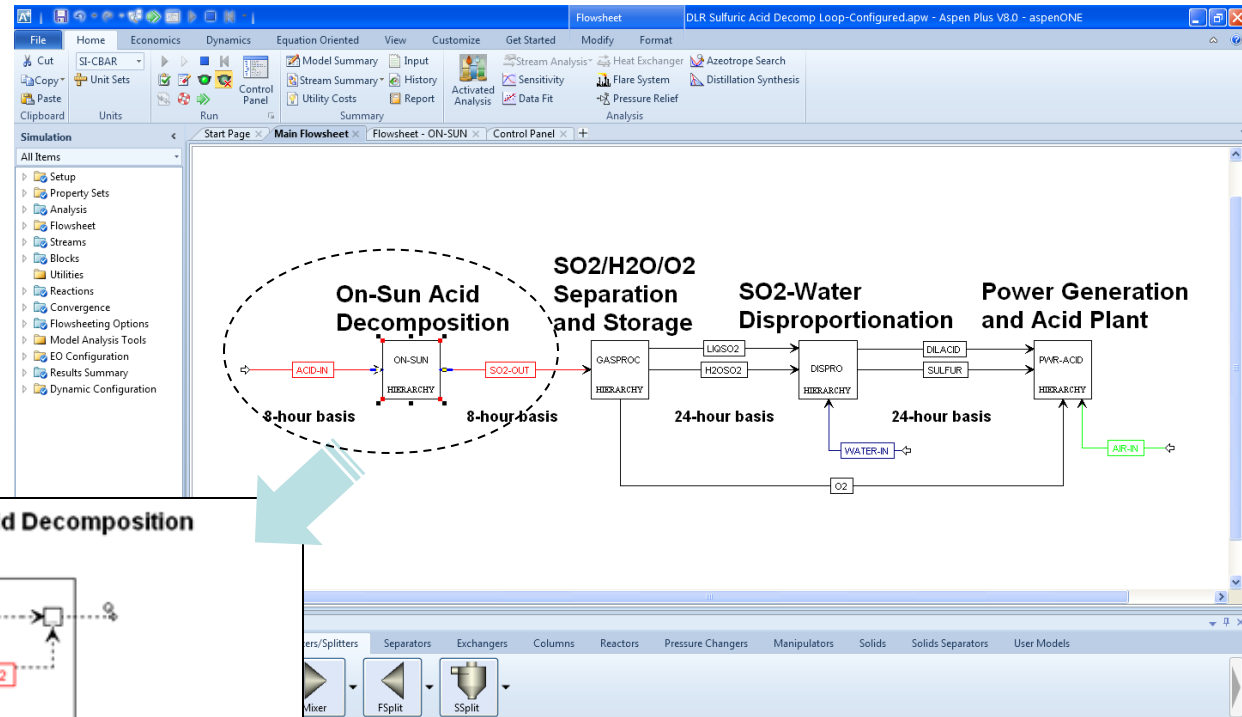 Flowsheet
DLR Sulfuric Acid Decomp Loop-Configured.apw - Aspen Plus V8.0 - aspenONE
File Home Economics Dynamics Equation Oriented View Customize Get Started Modify Format
Cut
Copy
Paste
Clipboard
SI-CBAR
Unit Sets
Units
Control
Panel
Run
Model Summary
Input
Stream Summary
History
Utility Costs
Report
Summary
Activated
Analysis
Stream Analysis
Heat Exchanger
Azeotrope Search
Sensitivity
Flare System
Distillation Synthesis
Data Fit
Pressure Relief
Analysis
Simulation
All Items
Setup
Property Sets
Analysis
Flowsheet
Streams
Blocks
Utilities
Reactions
Convergence
Flowsheeting Options
Model Analysis Tools
EO Configuration
Results Summary
Dynamic Configuration
Start Page
Main Flowsheet
Flowsheet - ON-SUN
Control Panel
+
On-Sun Acid
Decomposition
SO2/H2O/O2
Separation
and Storage
SO2-Water
Disproportionation
Power Generation
and Acid Plant
ACID-IN
ON-SUN
HIERARCHY
SO2-OUT
GASPROC
HIERARCHY
LIQSO2
H2OSO2
DISPRO
HIERARCHY
DILACID
SULFUR
PWR-ACID
HIERARCHY
8-hour basis
8-hour basis
24-hour basis
24-hour basis
WATER-IN
AIR-IN
O2
d Decomposition
2
ers/Splitters
Separators
Exchangers
Columns
Reactors
Pressure Changers
Manipulators
Solids
Solids Separators
User Models
Mixer
FSplit
SSplit